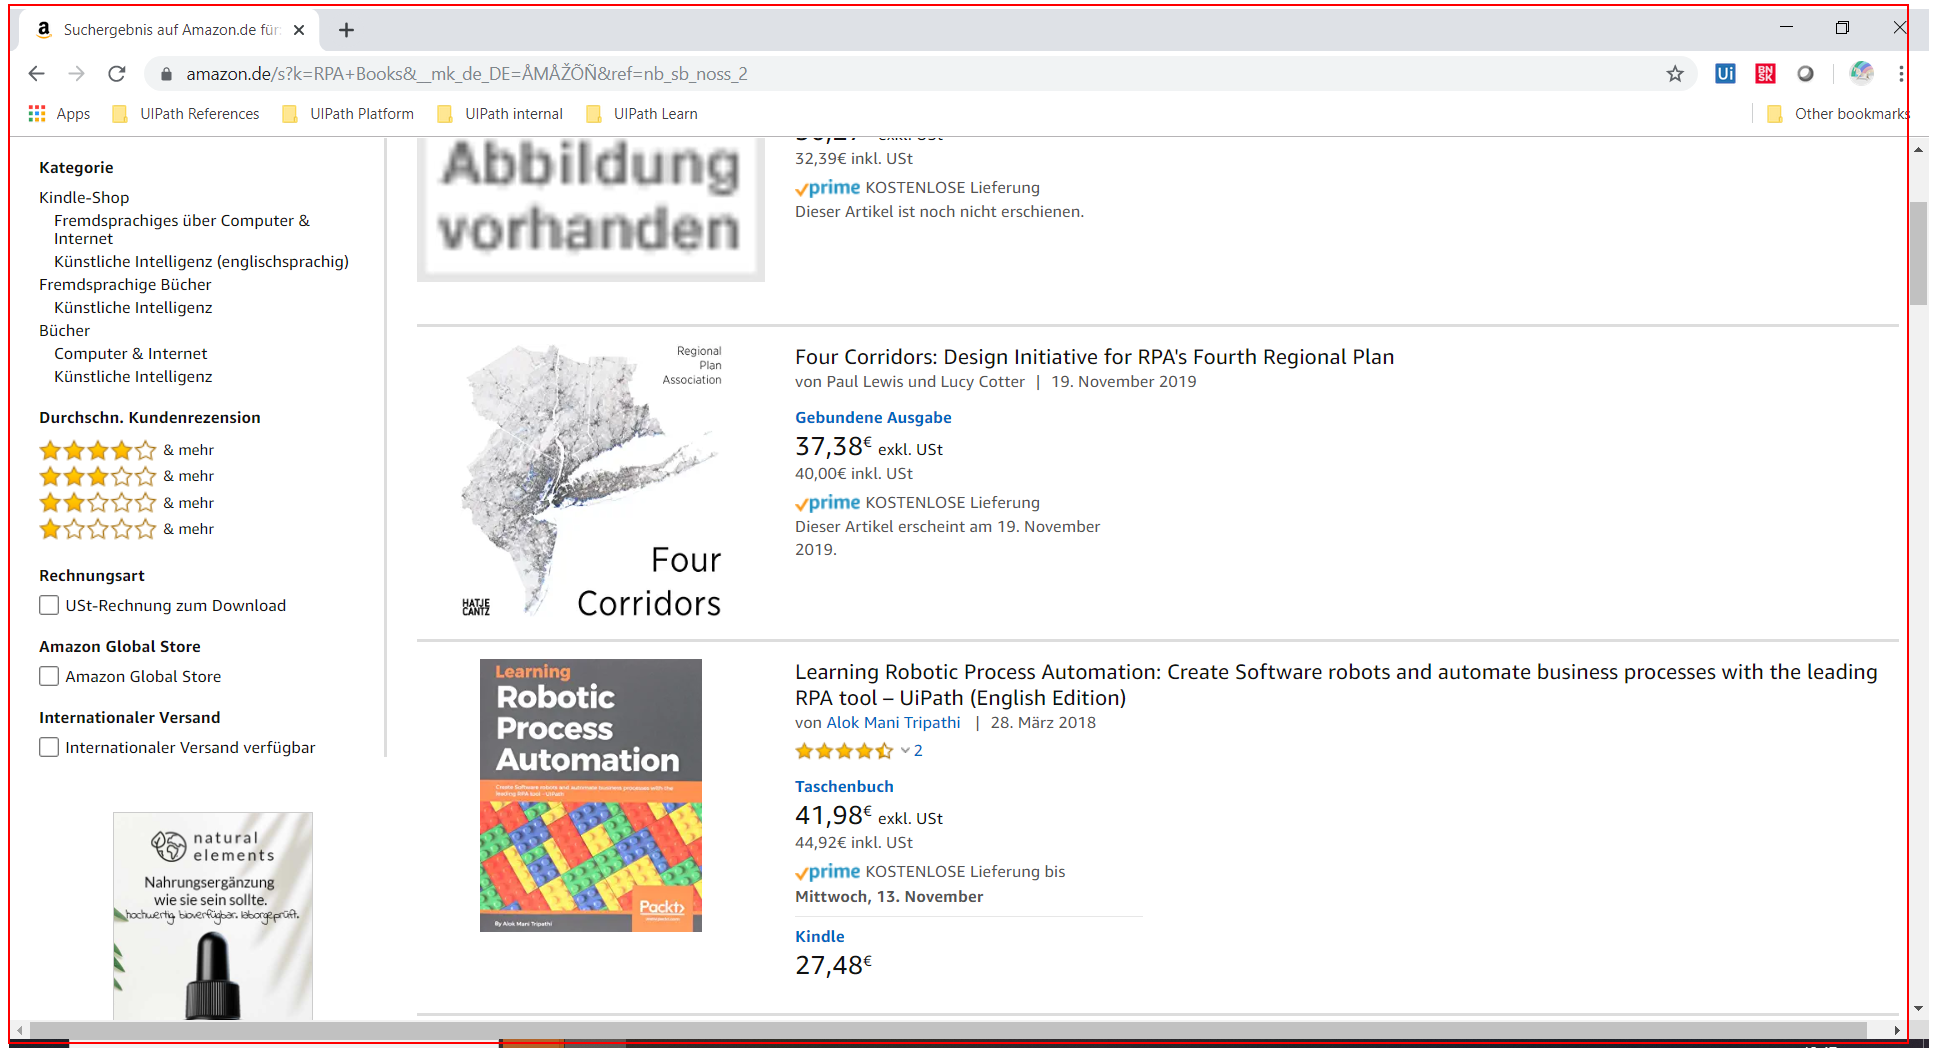 a Suchergebnis auf Amazon.de für:
amazon.de/s?k=RPA+Books&__mk_de_DE=ÅMÅŽÕÑ&ref=nb_sb_noss_2
Ui
BN
SK
Apps
UIPath References
UIPath Platform
UIPath internal
UIPath Learn
Other bookmarks
Kategorie
Kindle-Shop
Fremdsprachiges über Computer &
Internet
Künstliche Intelligenz (englischsprachig)
Fremdsprachige Bücher
Künstliche Intelligenz
Bücher
Computer & Internet
Künstliche Intelligenz
Durchschn. Kundenrezension
& mehr
& mehr
& mehr
& mehr
Rechnungsart
USt-Rechnung zum Download
Amazon Global Store
Amazon Global Store
Internationaler Versand
Internationaler Versand verfügbar
natural
elements
Nahrungsergänzung
wie sie sein sollte.
hochwertig. bioverfügbar. laborgeprüft.
Abbildung
vorhanden
exkl. USt
32,39€ inkl. USt
prime KOSTENLOSE Lieferung
Dieser Artikel ist noch nicht erschienen.
Regional
Plan
Association
Four
Corridors
HATJE
CANTZ
Four Corridors: Design Initiative for RPA's Fourth Regional Plan
von Paul Lewis und Lucy Cotter | 19. November 2019
Gebundene Ausgabe
37,38€ exkl. USt
40,00€ inkl. USt
prime KOSTENLOSE Lieferung
Dieser Artikel erscheint am 19. November
2019.
Learning
Robotic
Process
Automation
Create Software robots and automate business processes with the
leading RPA tool - UiPath
By Alok Mani Tripathi
Packt>
Learning Robotic Process Automation: Create Software robots and automate business processes with the leading
RPA tool – UiPath (English Edition)
von Alok Mani Tripathi | 28. März 2018
2
Taschenbuch
41,98€ exkl. USt
44,92€ inkl. USt
prime KOSTENLOSE Lieferung bis
Mittwoch, 13. November
Kindle
27,48€